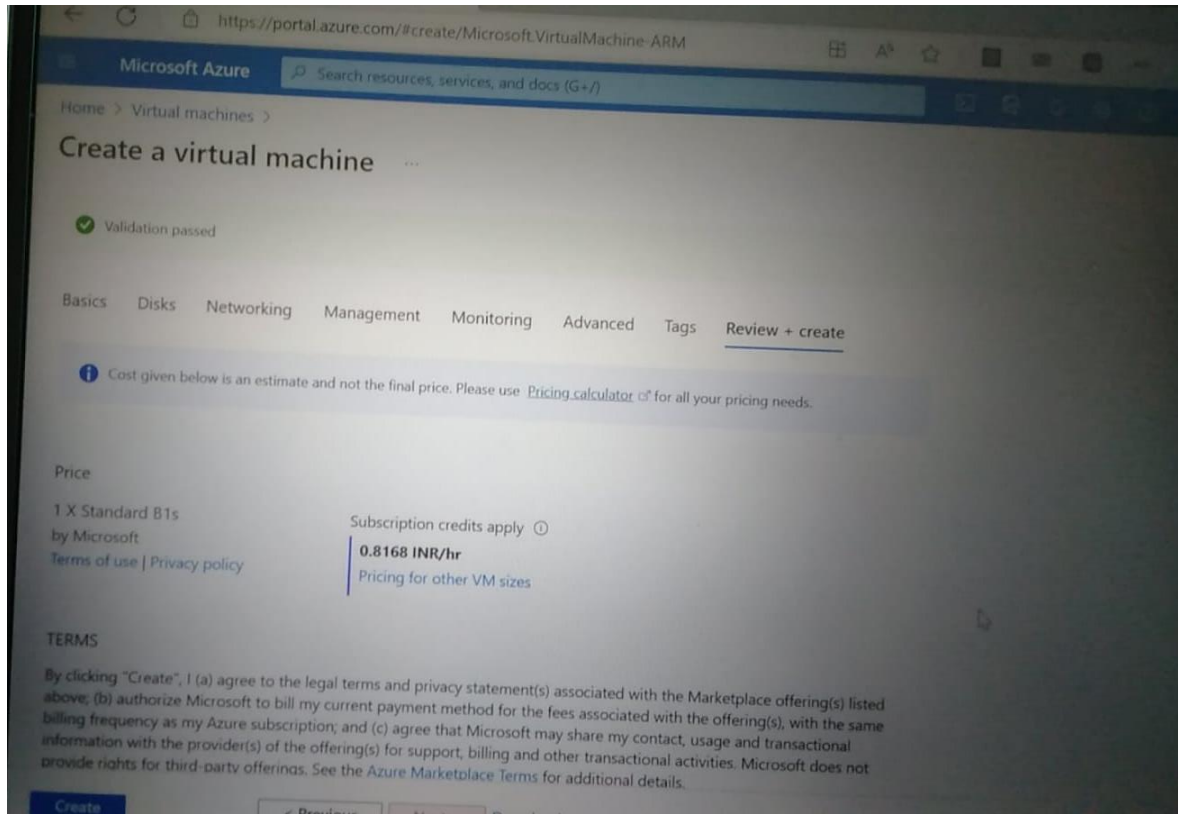 https://portal.azure.com/#create/Microsoft.VirtualMachine-ARM
Microsoft Azure
Search resources, services, and docs (G+/)
Home > Virtual machines >
Create a virtual machine ...
Validation passed
Basics Disks Networking Management Monitoring Advanced Tags Review + create
Cost given below is an estimate and not the final price. Please use Pricing calculator for all your pricing needs.
Price
1 X Standard B1s
by Microsoft
Terms of use | Privacy policy
Subscription credits apply
0.8168 INR/hr
Pricing for other VM sizes
TERMS
By clicking "Create", I (a) agree to the legal terms and privacy statement(s) associated with the Marketplace offering(s) listed
above; (b) authorize Microsoft to bill my current payment method for the fees associated with the offering(s), with the same
billing frequency as my Azure subscription; and (c) agree that Microsoft may share my contact, usage and transactional
information with the provider(s) of the offering(s) for support, billing and other transactional activities. Microsoft does not
provide rights for third-party offerings. See the Azure Marketplace Terms for additional details.
Create < Previous